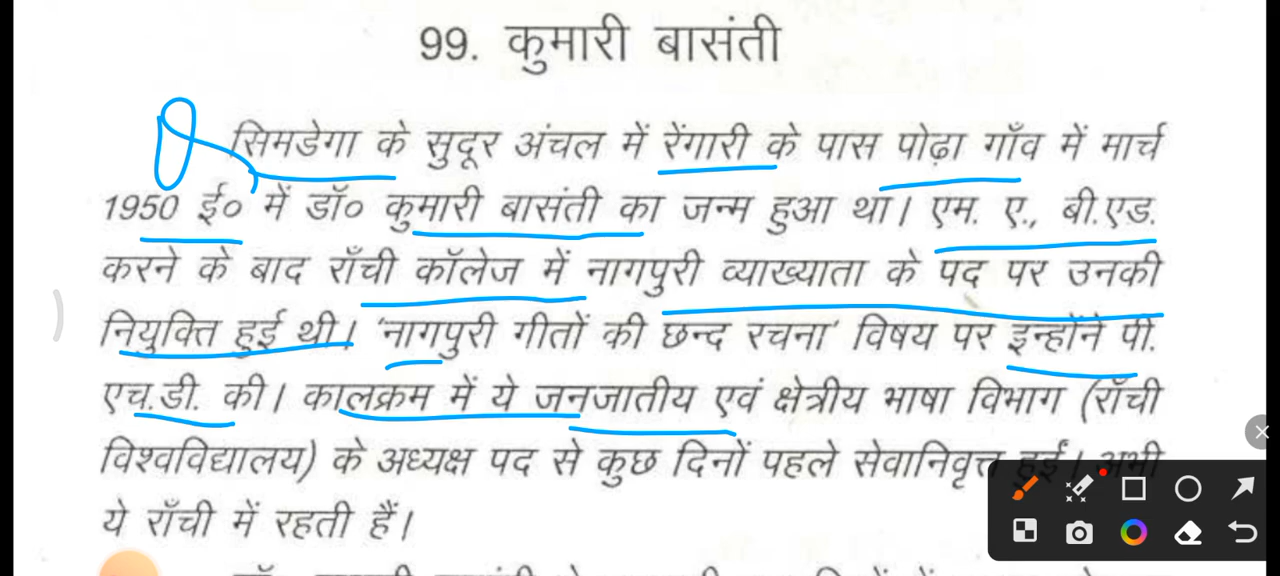 99. कुमारी बासंती
सिमडेगा के सुदूर अंचल में रेंगारी के पास पोढ़ा गाँव में मार्च
1950 ई० में डॉ० कुमारी बासंती का जन्म हुआ था। एम. ए., बी.एड.
करने के बाद राँची कॉलेज में नागपुरी व्याख्याता के पद पर उनकी
नियुक्ति हुई थी। 'नागपुरी गीतों की छन्द रचना' विषय पर इन्होंने पी.
एच.डी. की। कालक्रम में ये जनजातीय एवं क्षेत्रीय भाषा विभाग (राँची
विश्वविद्यालय) के अध्यक्ष पद से कुछ दिनों पहले सेवानिवृत्त हुईं। अभी
ये राँची में रहती हैं।